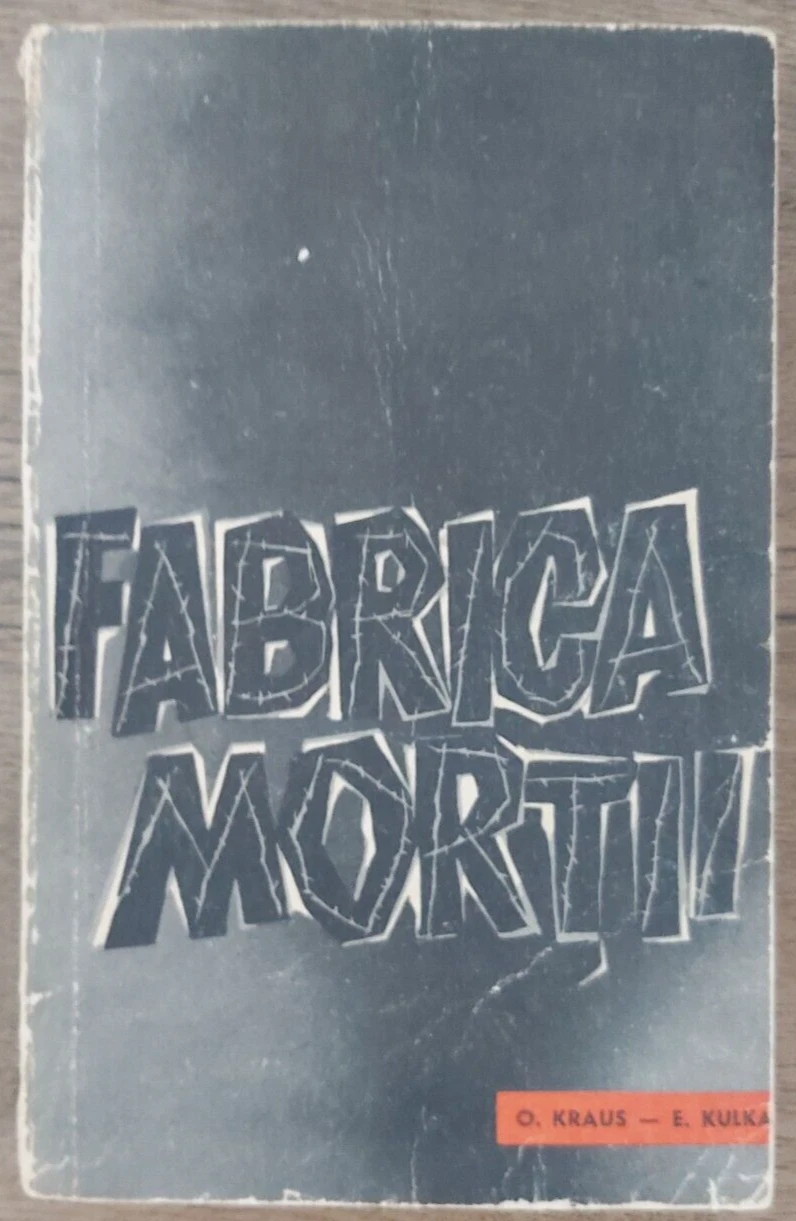 FABRICA
MORȚII
O. KRAUS — E. KULKA